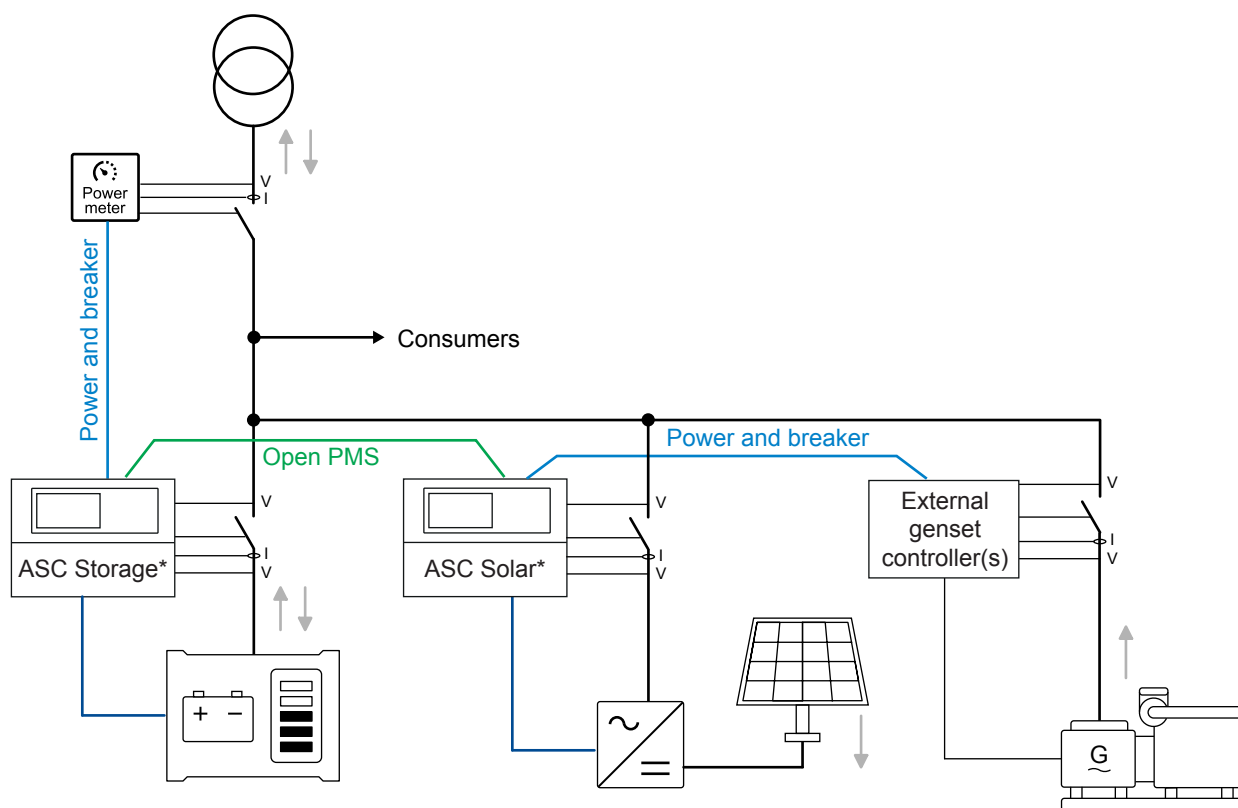 V
I
Power
meter
Power and breaker
Consumers
Open PMS
Power and breaker
V
I
V
ASC Storage*
V
I
V
ASC Solar*
V
I
V
External
genset
controller(s)
+ −
G
~